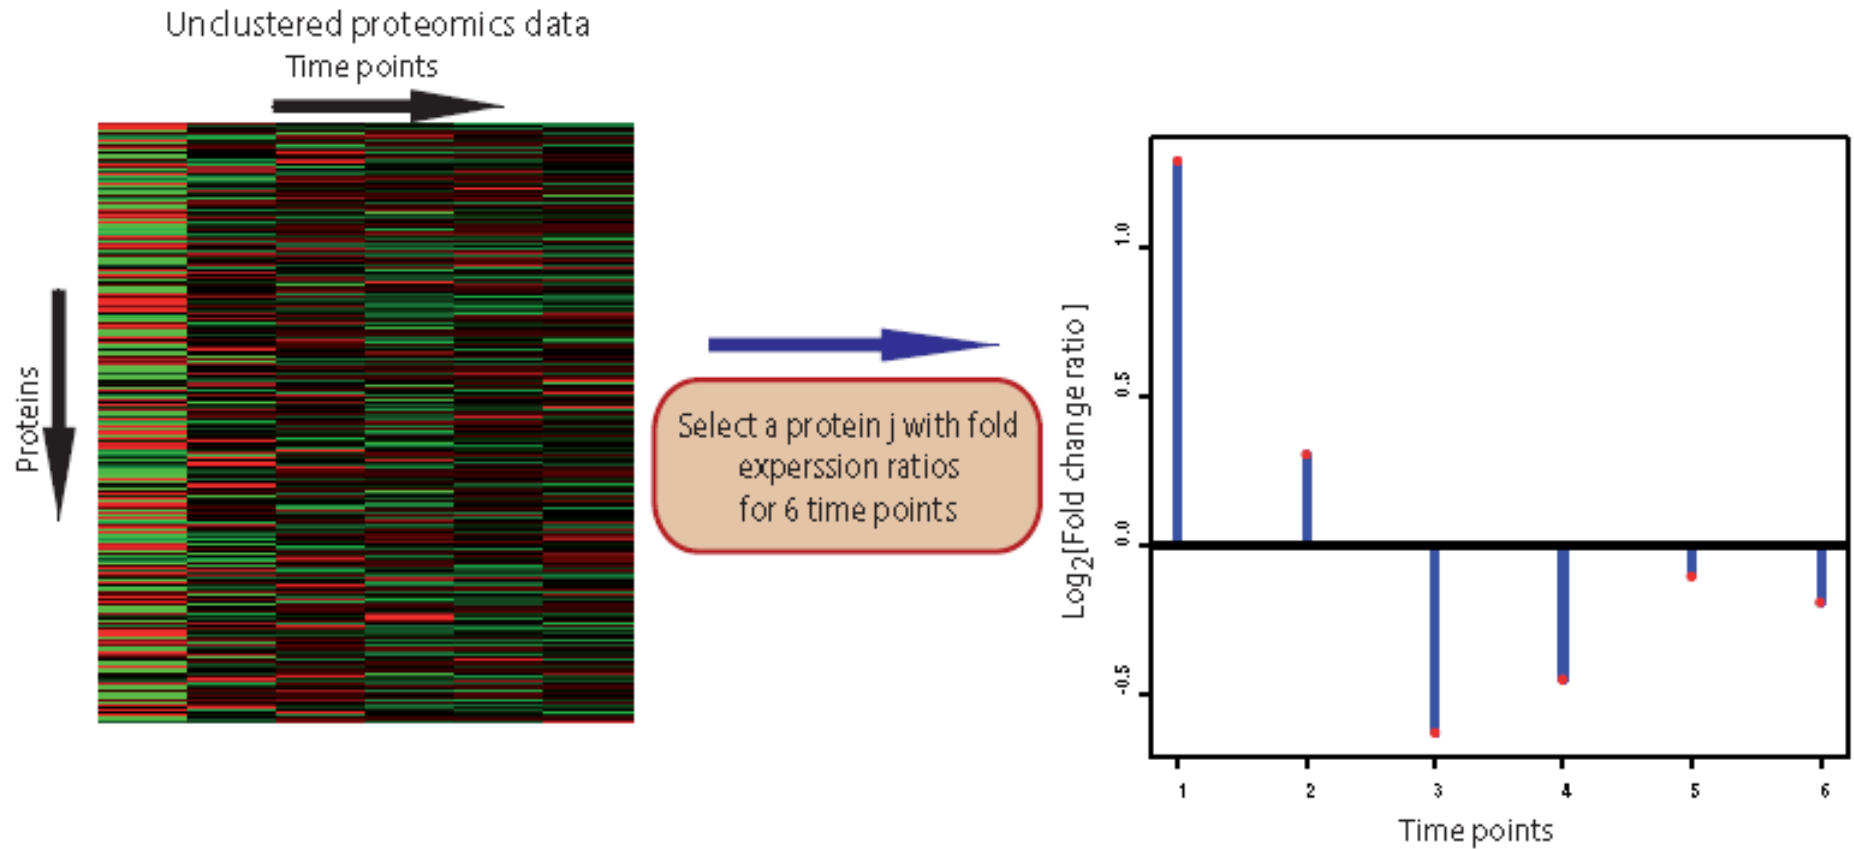 Unclustered proteomics data
Time points
Proteins
Select a protein j with fold
experssion ratios
for 6 time points
Log2[Fold change ratio ]
1.0
0.5
0.0
-0.5
1 2 3 4 5 6
Time points